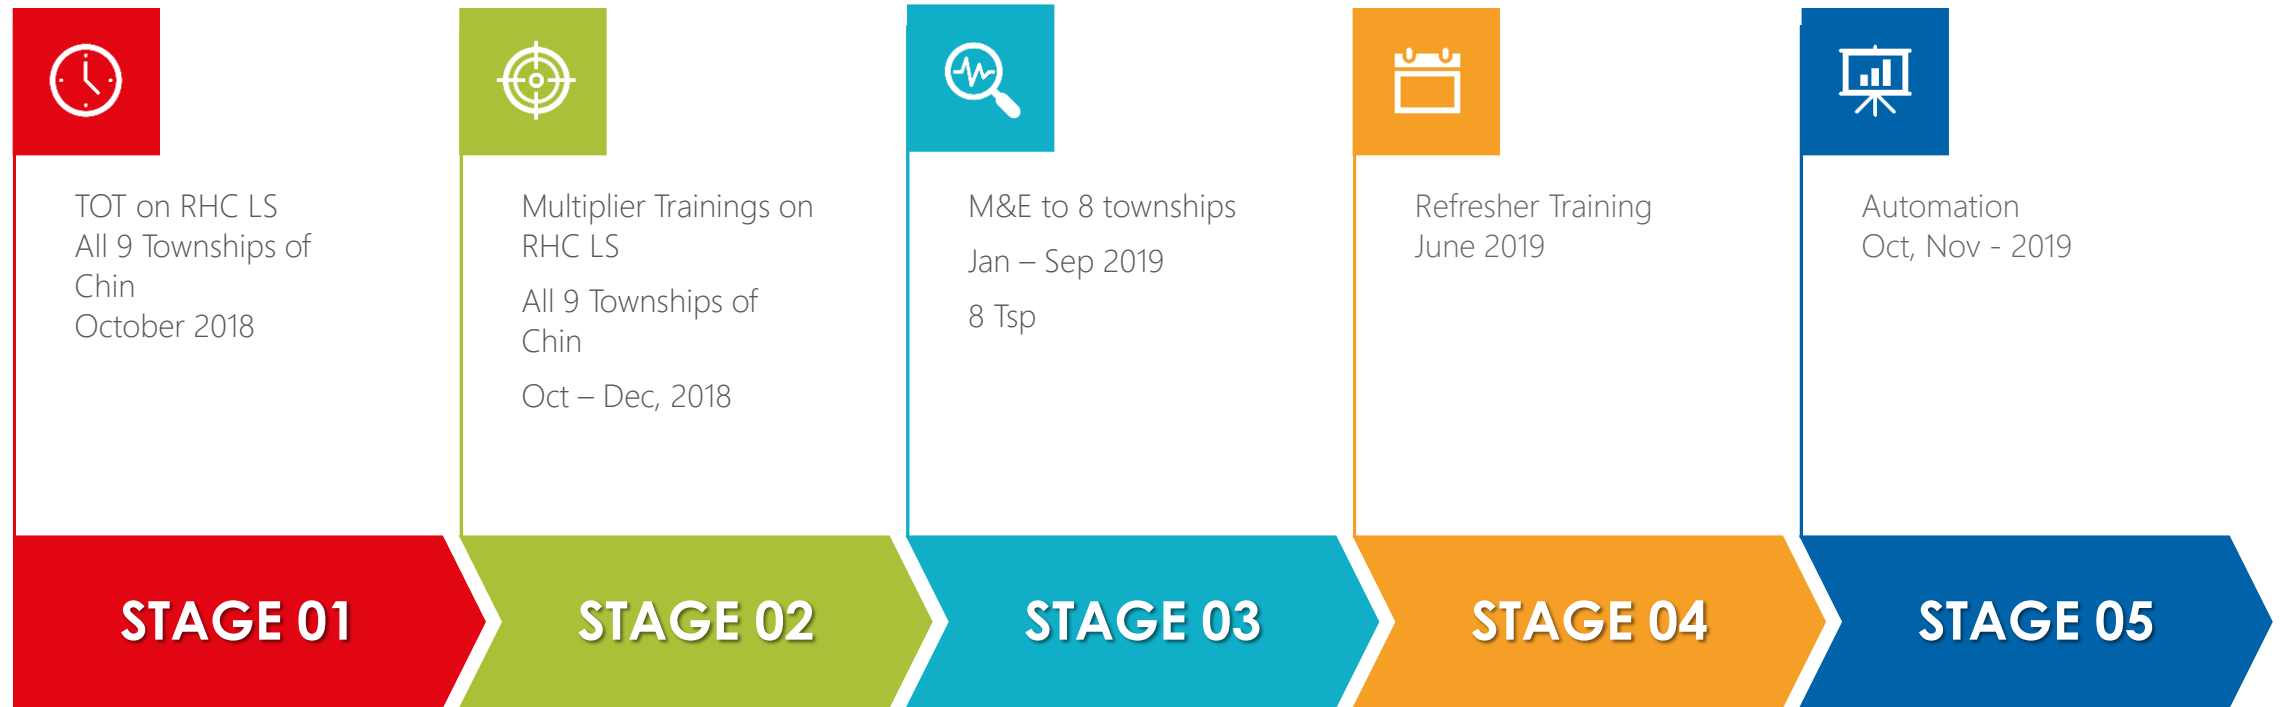 TOT on RHC LS
All 9 Townships of
Chin
October 2018
Multiplier Trainings on
RHC LS
All 9 Townships of
Chin
Oct – Dec, 2018
M&E to 8 townships
Jan – Sep 2019
8 Tsp
Refresher Training
June 2019
Automation
Oct, Nov - 2019
STAGE 01
STAGE 02
STAGE 03
STAGE 04
STAGE 05